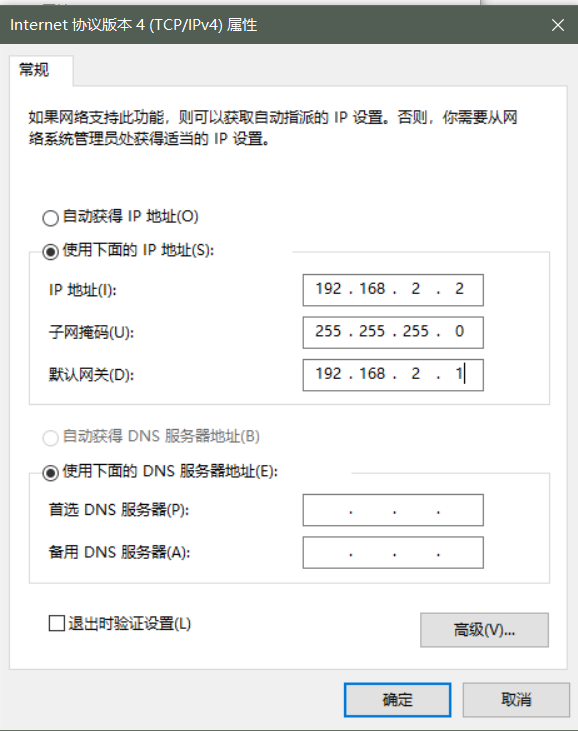 Internet 协议版本 4 (TCP/IPv4) 属性
常规
如果网络支持此功能，则可以获取自动指派的 IP 设置。否则，你需要从网
络系统管理员处获得适当的 IP 设置。
自动获得 IP 地址(O)
使用下面的 IP 地址(S):
IP 地址(I): 192 . 168 . 2 . 2
子网掩码(U): 255 . 255 . 255 . 0
默认网关(D): 192 . 168 . 2 . 1
自动获得 DNS 服务器地址(B)
使用下面的 DNS 服务器地址(E):
首选 DNS 服务器(P): . . .
备用 DNS 服务器(A): . . .
退出时验证设置(L)
高级(V)...
确定 取消